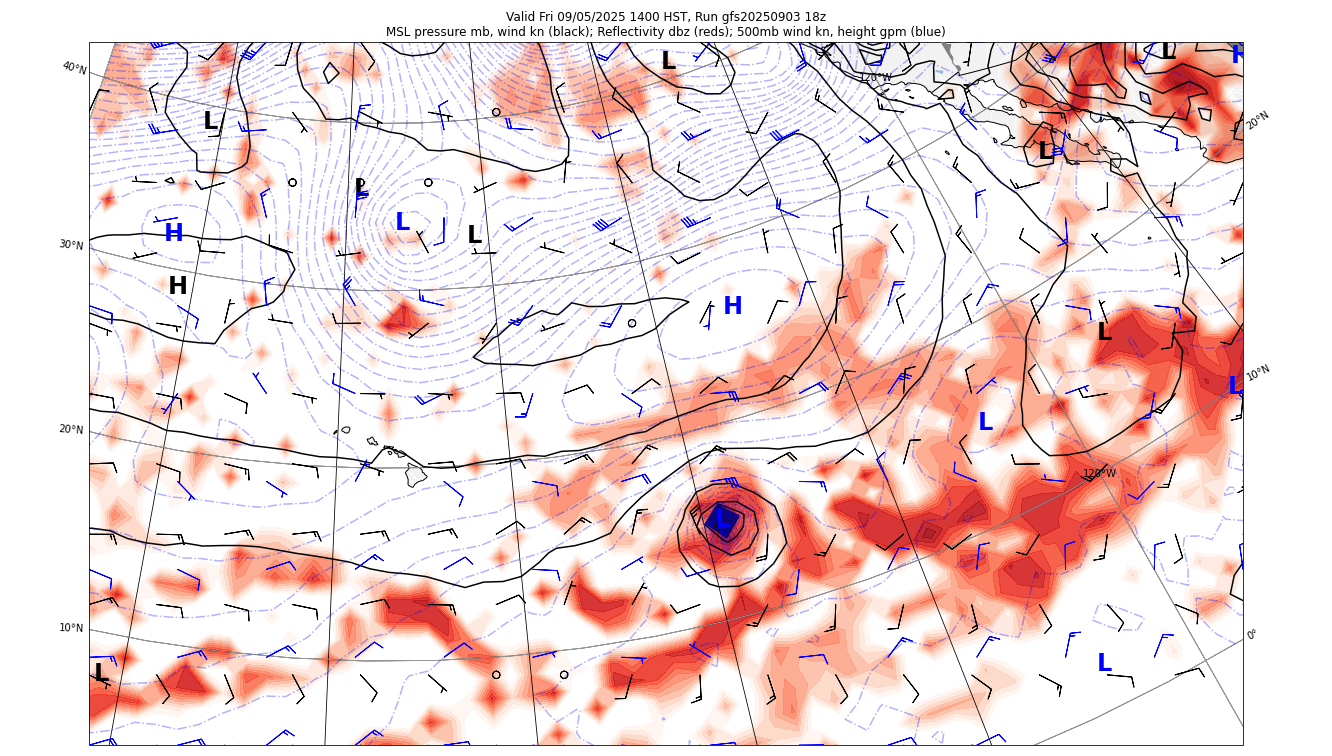 Valid Fri 09/05/2025 1400 HST, Run gfs20250903 18z
MSL pressure mb, wind kn (black); Reflectivity dbz (reds); 500mb wind kn, height gpm (blue)
L
L
H
40°N
120°W
20°N
L
L
L
L
H
L
30°N
H
H
L
10°N
L
L
20°N
120°W
L
10°N
0°
L
L